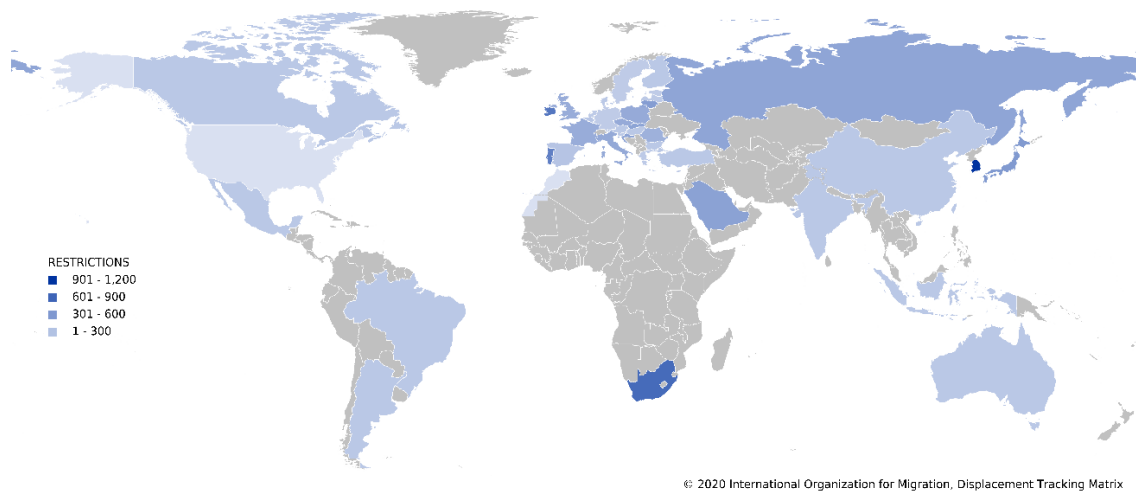 RESTRICTIONS
901 - 1,200
601 - 900
301 - 600
1 - 300
© 2020 International Organization for Migration, Displacement Tracking Matrix